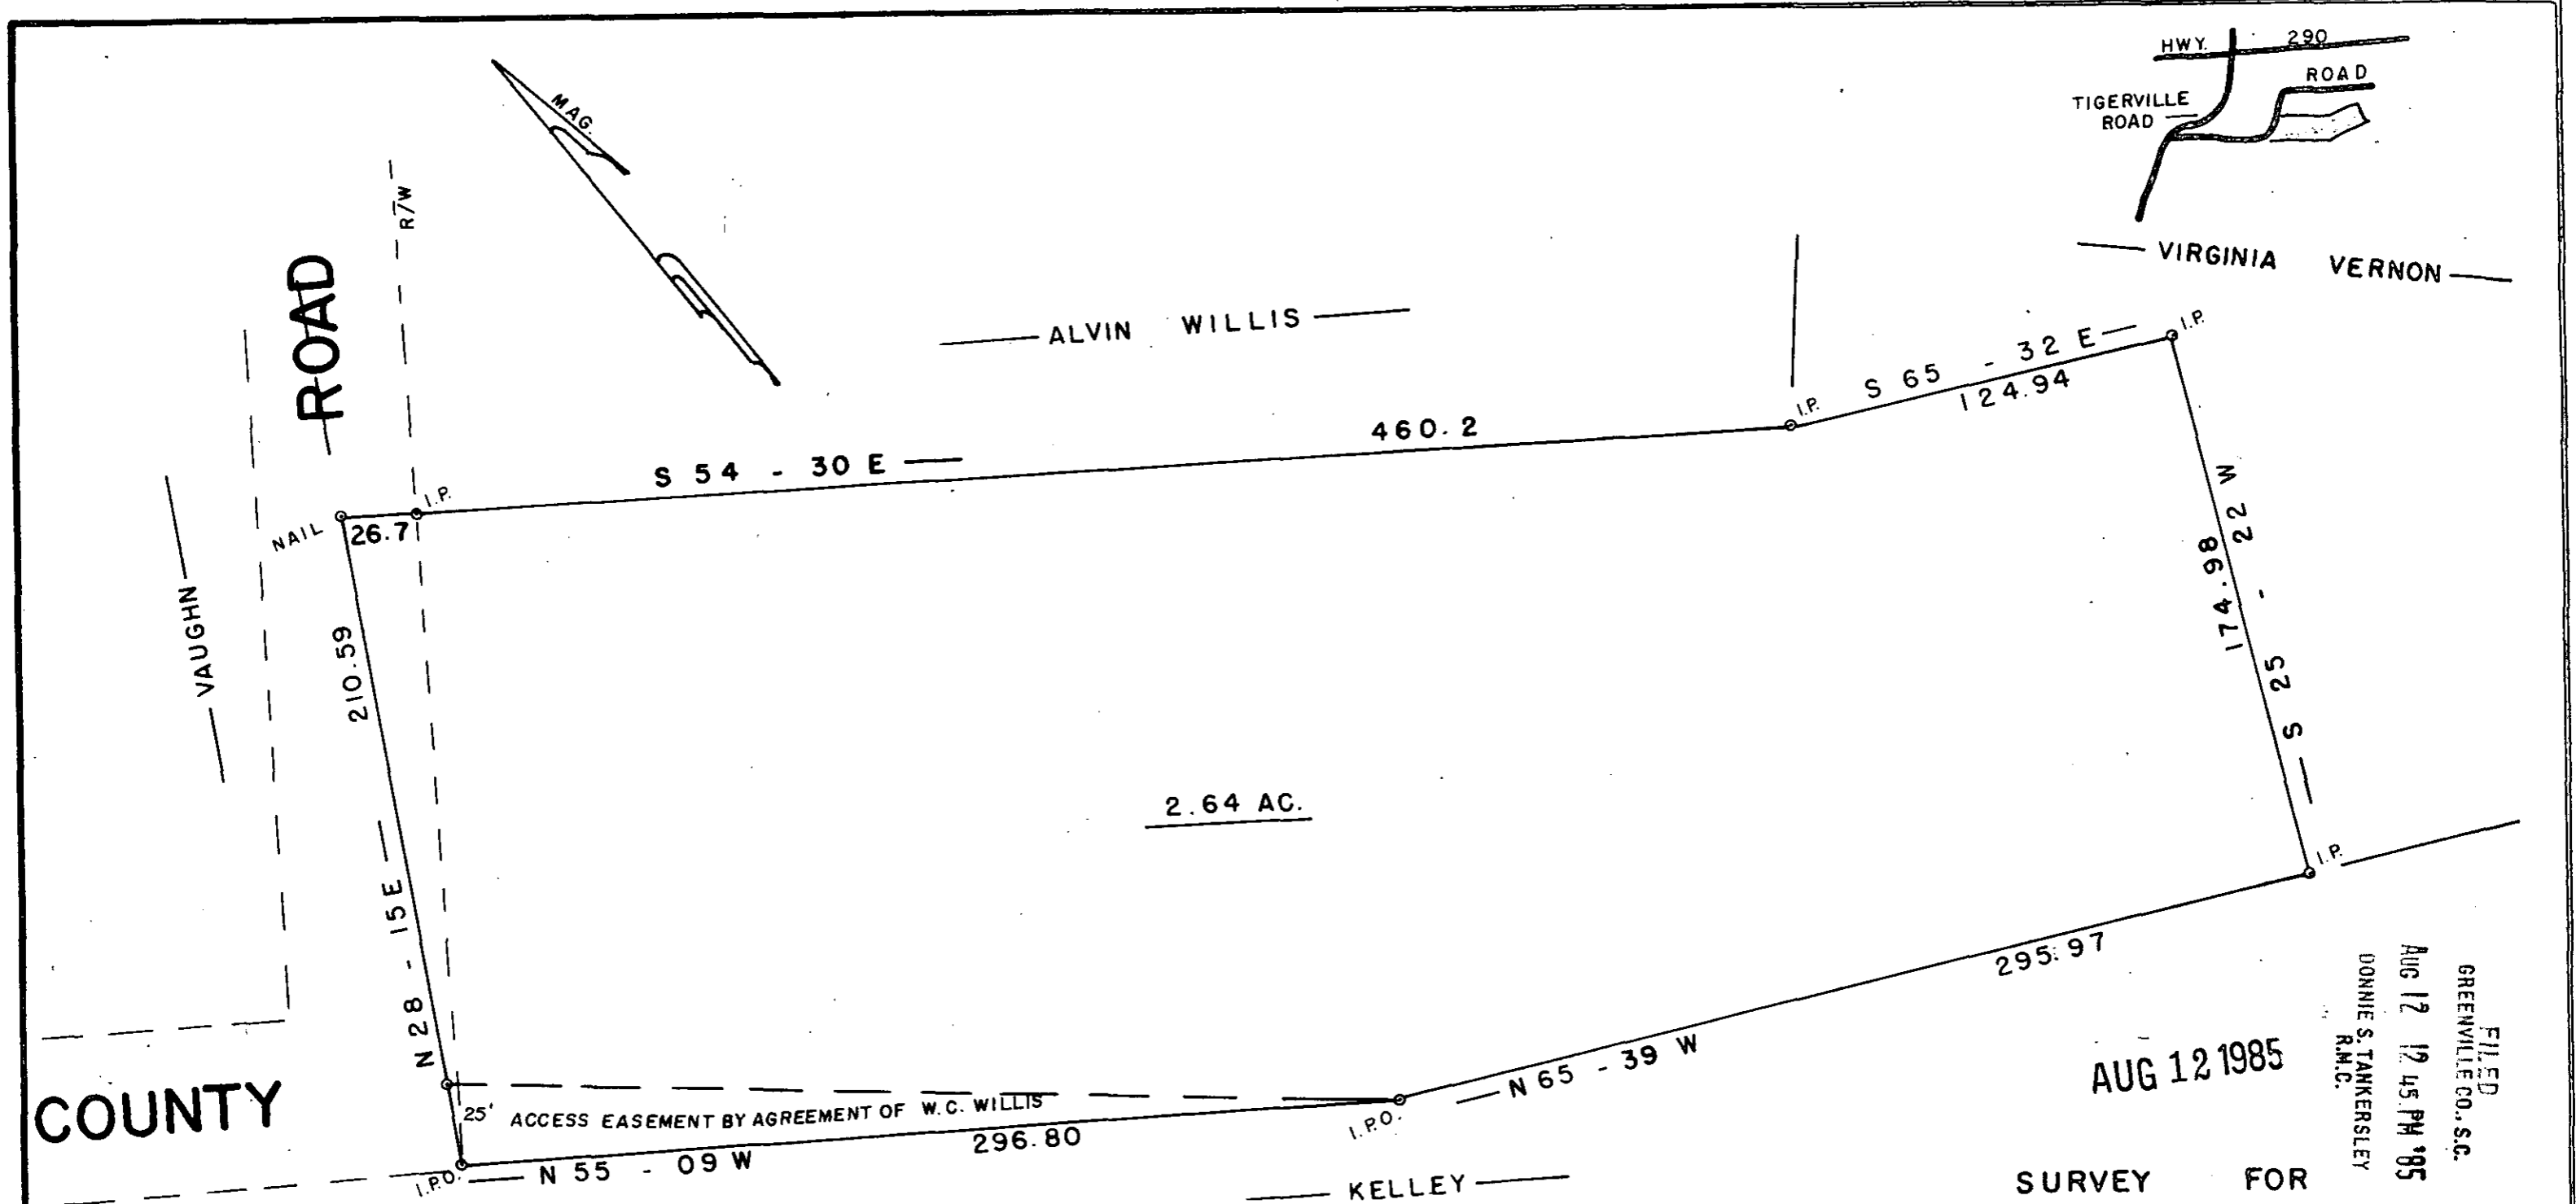 HWY. 290
ROAD
TIGERVILLE
ROAD
MAG.
R/W
ROAD
VIRGINIA VERNON
ALVIN WILLIS
I.P.
S 65 - 32 E
124.94
I.P.
460.2
S 54 - 30 E
I.P.
NAIL
26.7
S 25 - 22 W
174.98
VAUGHN
210.59
N 28 - 15 E
2.64 AC.
I.P.
295.97
N 65 - 39 W
COUNTY
25' ACCESS EASEMENT BY AGREEMENT OF W.C. WILLIS
296.80
I.P.O.
N 55 - 09 W
I.P.O.
KELLEY
AUG 12 1985
FILED
GREENVILLE CO., S.C.
AUG 12 12 45 PM '85
DONNIE S. TANKERSLEY
R.M.C.
SURVEY FOR